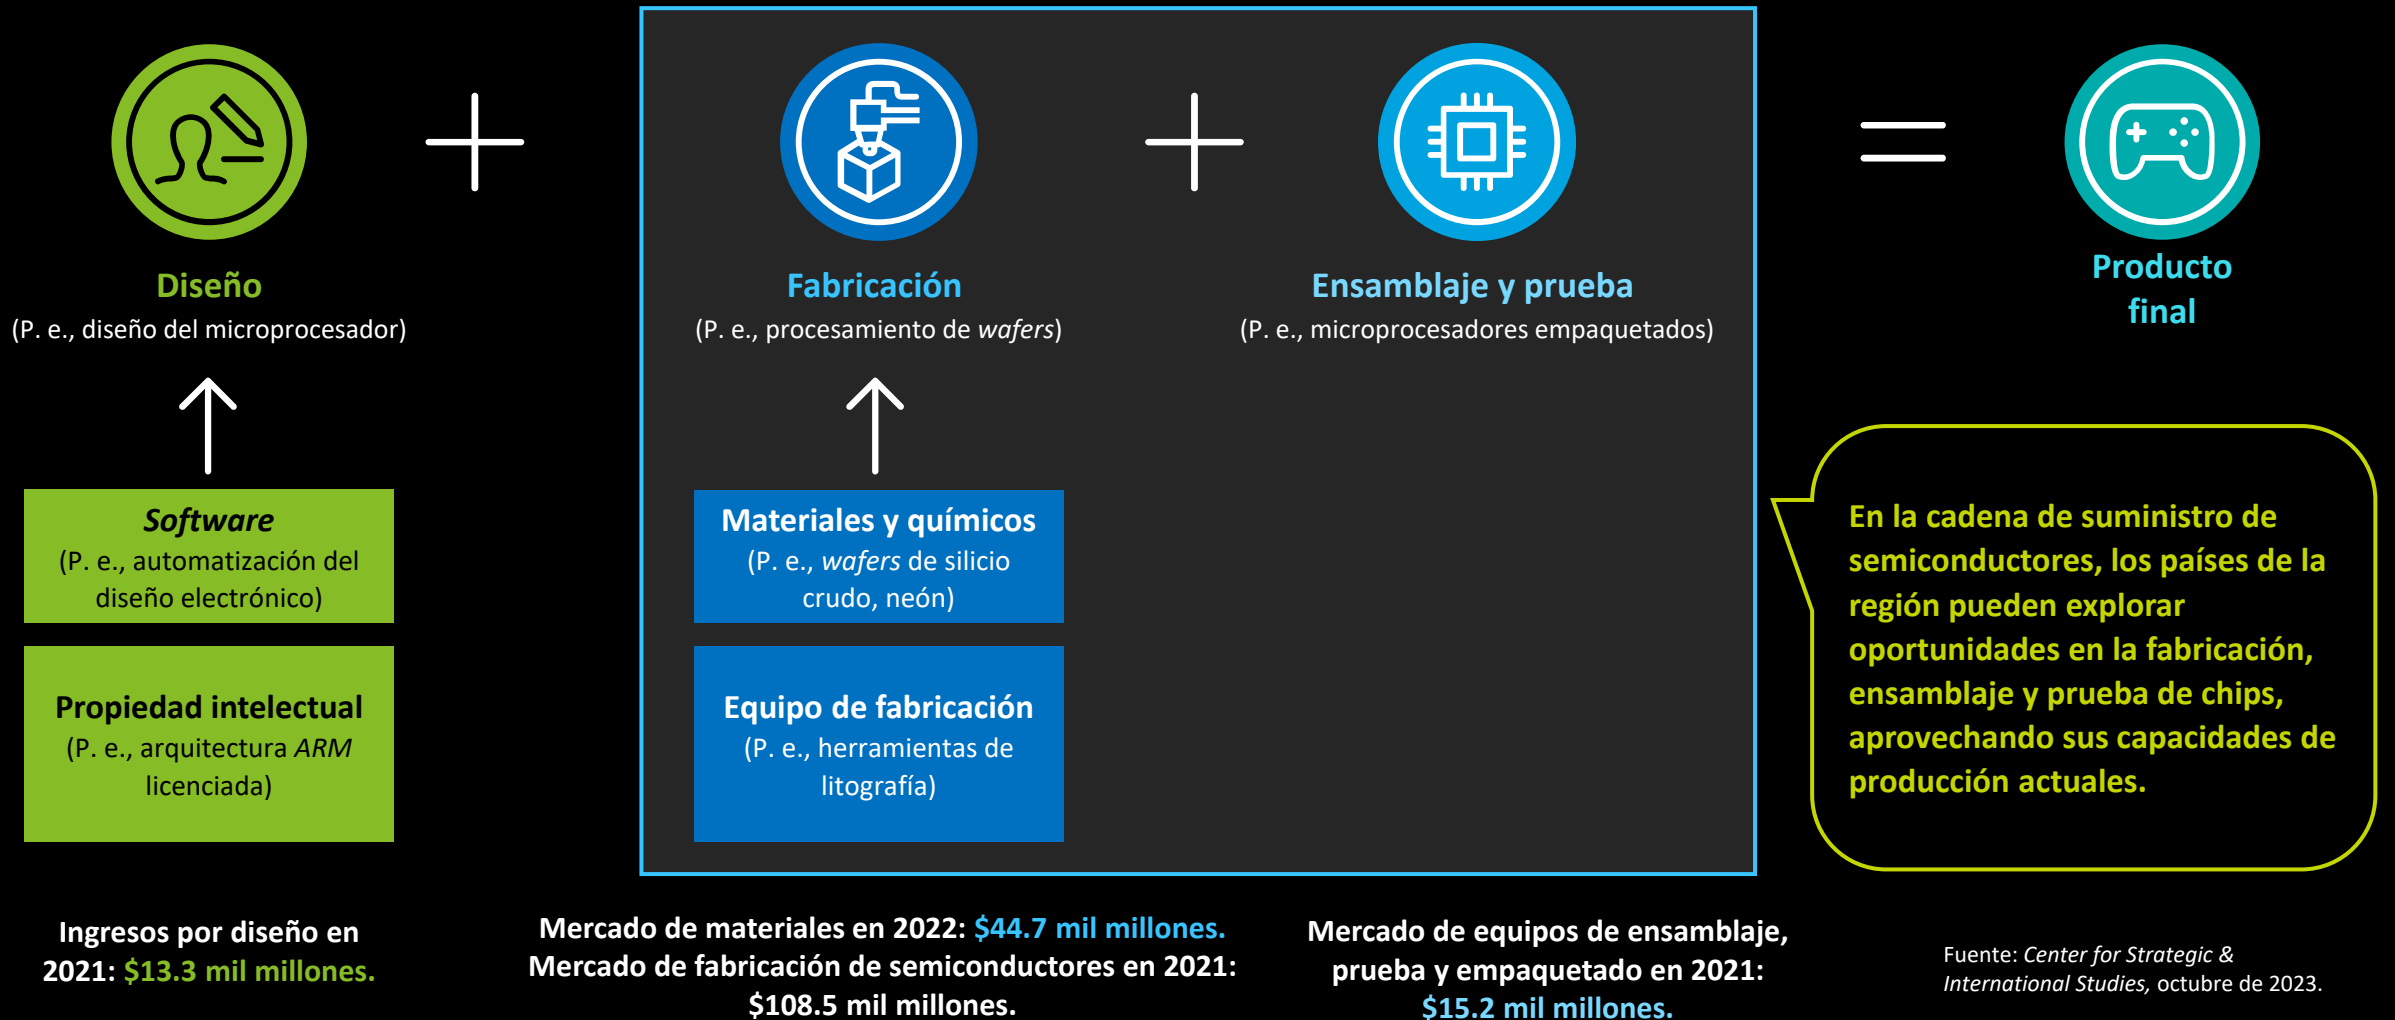 Diseño
(P. e., diseño del microprocesador)
Software
(P. e., automatización del
diseño electrónico)
Propiedad intelectual
(P. e., arquitectura ARM
licenciada)
Ingresos por diseño en
2021: $13.3 mil millones.
Fabricación
(P. e., procesamiento de wafers)
Materiales y químicos
(P. e., wafers de silicio
crudo, neón)
Equipo de fabricación
(P. e., herramientas de
litografía)
Mercado de materiales en 2022: $44.7 mil millones.
Mercado de fabricación de semiconductores en 2021:
$108.5 mil millones.
Ensamblaje y prueba
(P. e., microprocesadores empaquetados)
Mercado de equipos de ensamblaje,
prueba y empaquetado en 2021:
$15.2 mil millones.
Producto
final
En la cadena de suministro de
semiconductores, los países de la
región pueden explorar
oportunidades en la fabricación,
ensamblaje y prueba de chips,
aprovechando sus capacidades de
producción actuales.
Fuente: Center for Strategic &
International Studies, octubre de 2023.